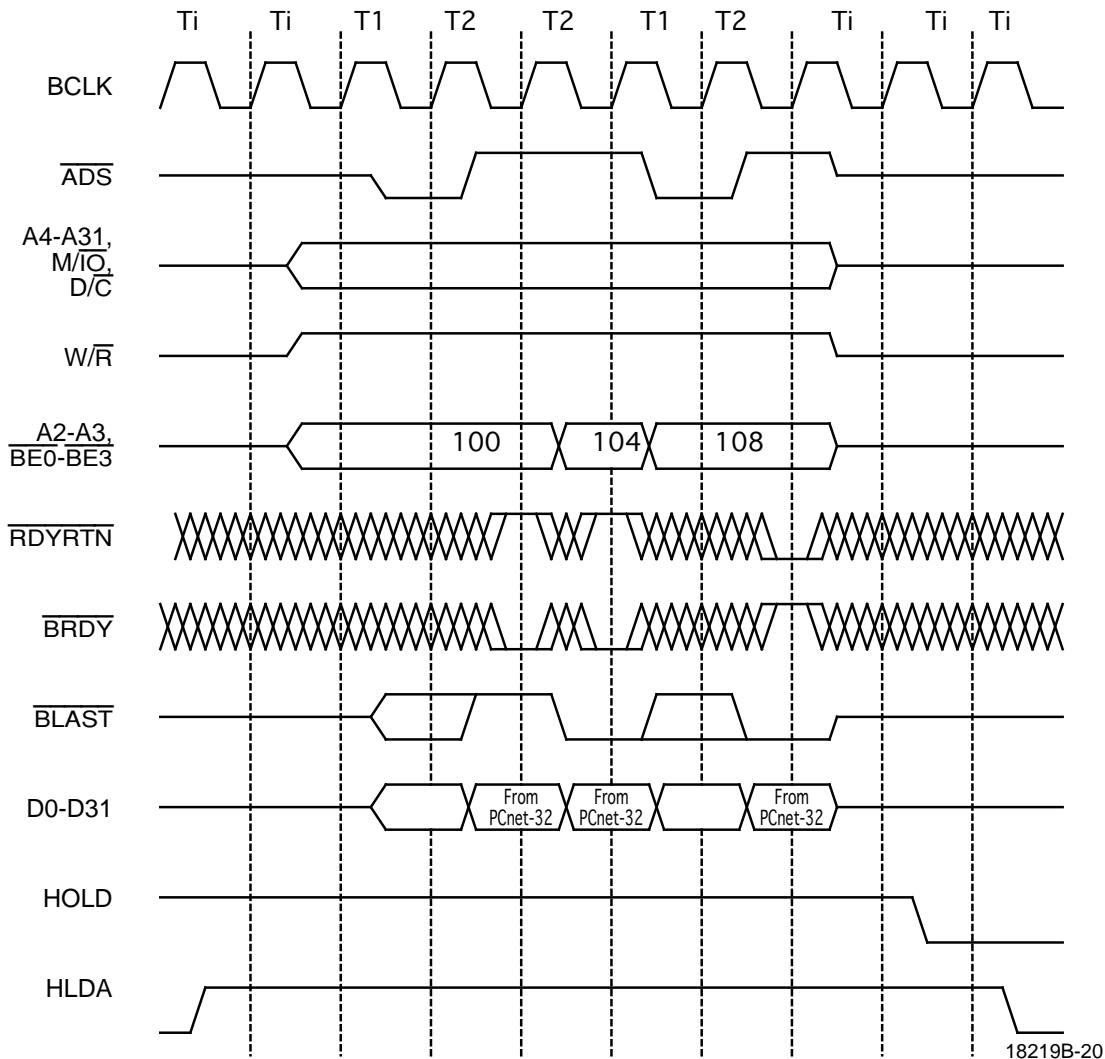 Ti Ti T1 T2 T2 T1 T2 Ti Ti Ti
BCLK
ADS
A4-A31,
M/IO,
D/C
W/R
A2-A3,
BE0-BE3
100 104 108
RDYRTN
BRDY
BLAST
D0-D31
From
PCnet-32
From
PCnet-32
From
PCnet-32
HOLD
HLDA
18219B-20